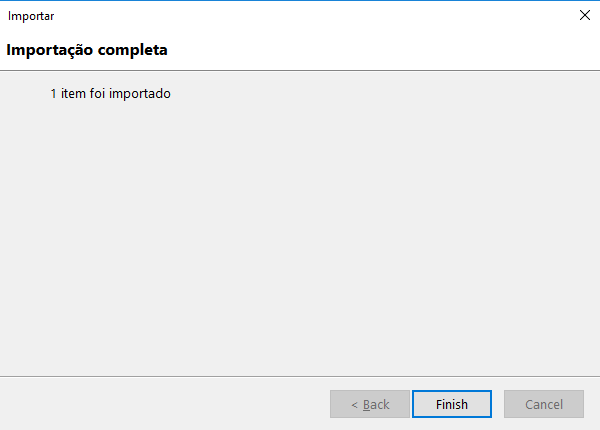 Importar
Importação completa
1 item foi importado
< Back
Finish
Cancel